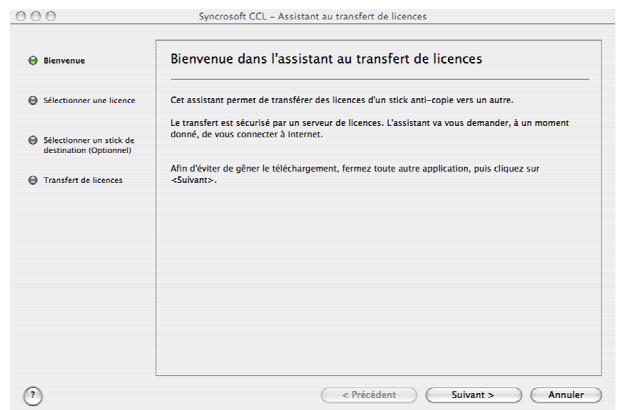 Syncrosoft CCL – Assistant au transfert de licences
Bienvenue
Sélectionner une licence
Sélectionner un stick de
destination (Optionnel)
Transfert de licences
Bienvenue dans l'assistant au transfert de licences
Cet assistant permet de transférer des licences d'un stick anti-copie vers un autre.
Le transfert est sécurisé par un serveur de licences. L'assistant va vous demander, à un moment
donné, de vous connecter à Internet.
Afin d'éviter de gêner le téléchargement, fermez toute autre application, puis cliquez sur
<Suivant>.
?
< Précédent
Suivant >
Annuler